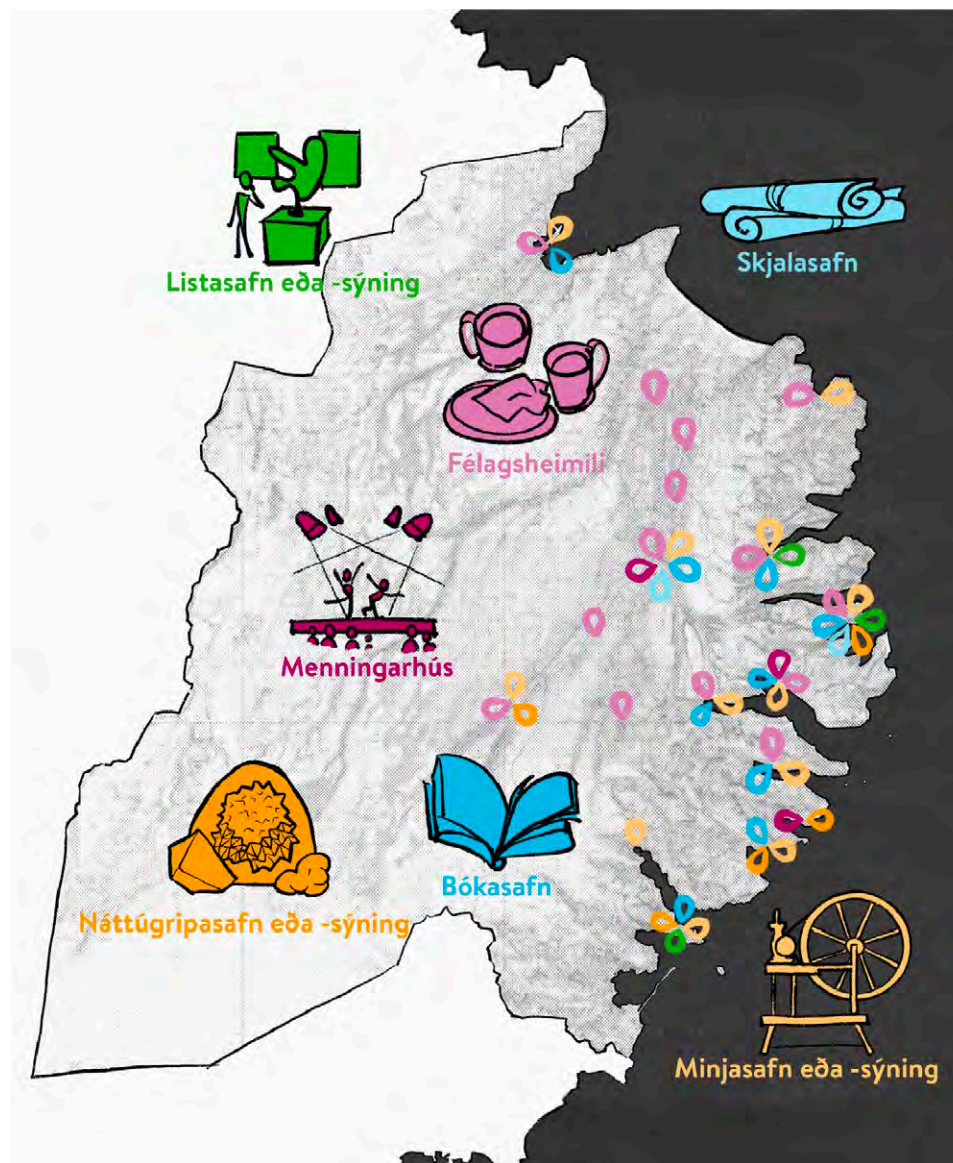 Listasafn eða -sýning
Skjalasafn
Félagsheimili
Menningarhús
Bókasafn
Náttúgripasafn eða -sýning
Minjasafn eða -sýning